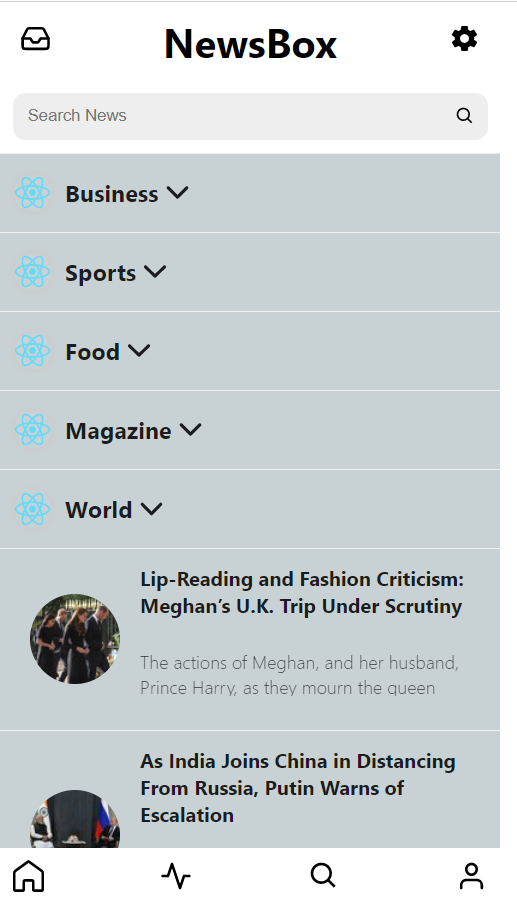 NewsBox
Search News
Business
Sports
Food
Magazine
World
Lip-Reading and Fashion Criticism:
Meghan’s U.K. Trip Under Scrutiny
The actions of Meghan, and her husband,
Prince Harry, as they mourn the queen
As India Joins China in Distancing
From Russia, Putin Warns of
Escalation